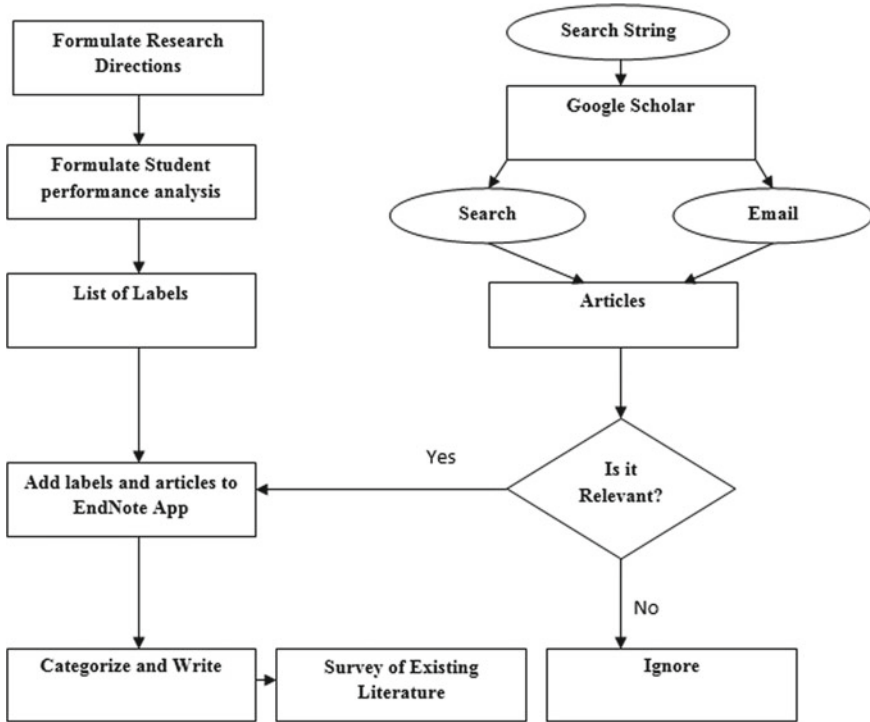 Formulate Research
Directions
Formulate Student
performance analysis
List of Labels
Add labels and articles to
EndNote App
Categorize and Write
Survey of Existing
Literature
Search String
Google Scholar
Search
Email
Articles
Is it
Relevant?
Yes
No
Ignore